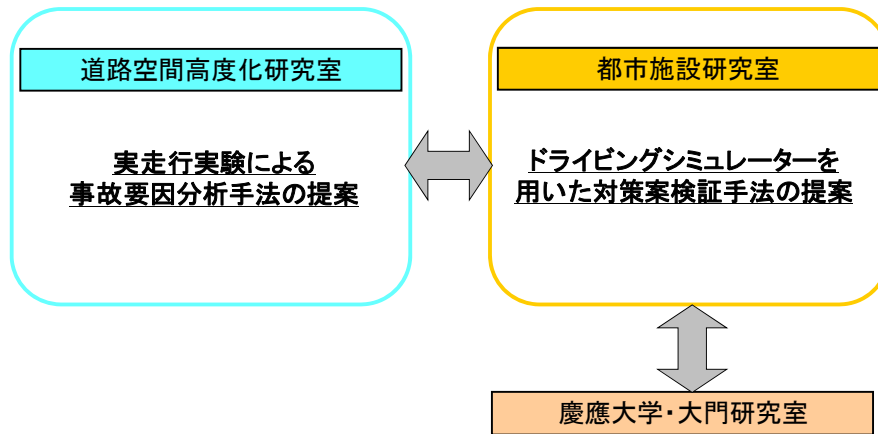 道路空間高度化研究室
実走行実験による
事故要因分析手法の提案
都市施設研究室
ドライビングシミュレーターを
用いた対策案検証手法の提案
慶應大学・大門研究室